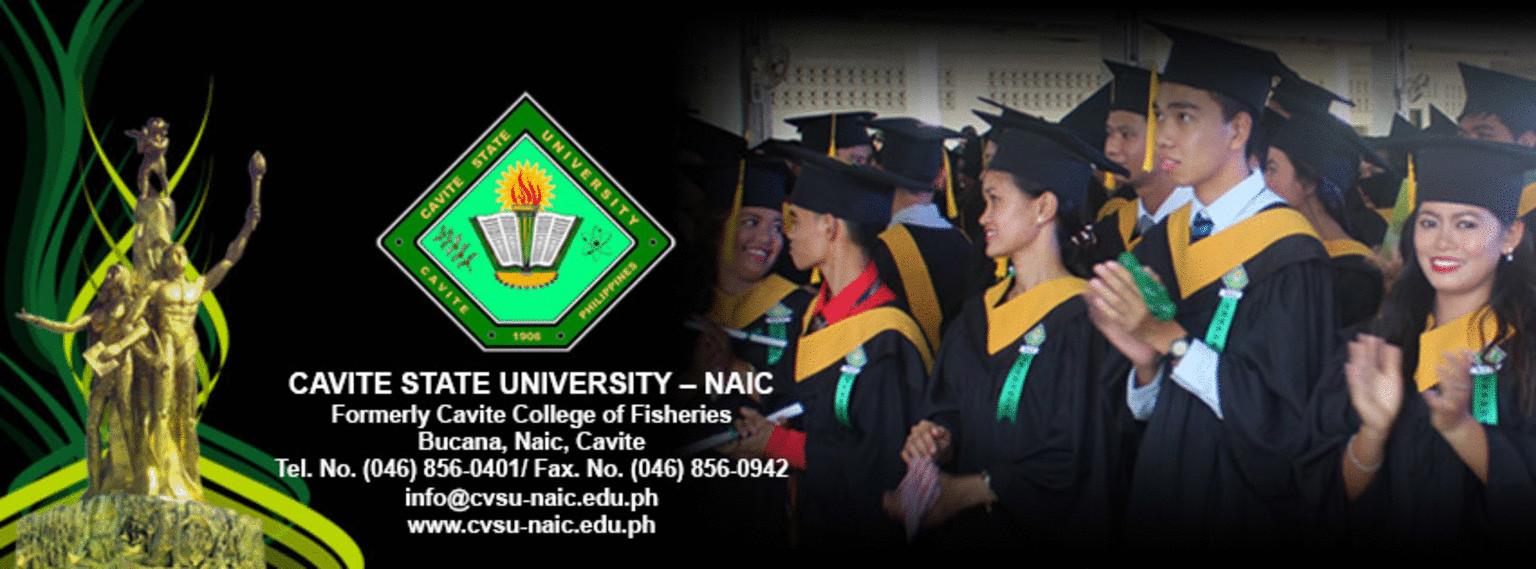 CAVITE STATE UNIVERSITY
CAVITE PHILIPPINES
1906
CAVITE STATE UNIVERSITY – NAIC
Formerly Cavite College of Fisheries
Bucana, Naic, Cavite
Tel. No. (046) 856-0401/ Fax. No. (046) 856-0942
info@cvsu-naic.edu.ph
www.cvsu-naic.edu.ph